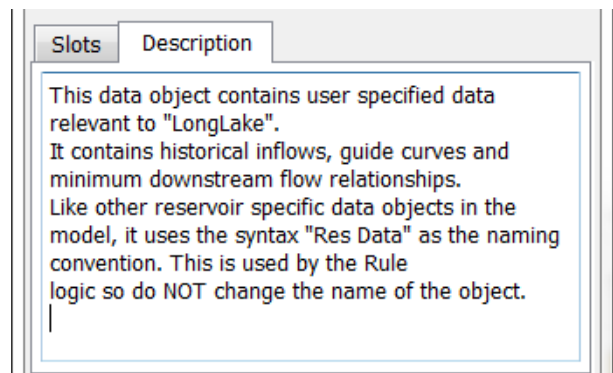 Slots Description
This data object contains user specified data
relevant to "LongLake".
It contains historical inflows, guide curves and
minimum downstream flow relationships.
Like other reservoir specific data objects in the
model, it uses the syntax "Res Data" as the naming
convention. This is used by the Rule
logic so do NOT change the name of the object.